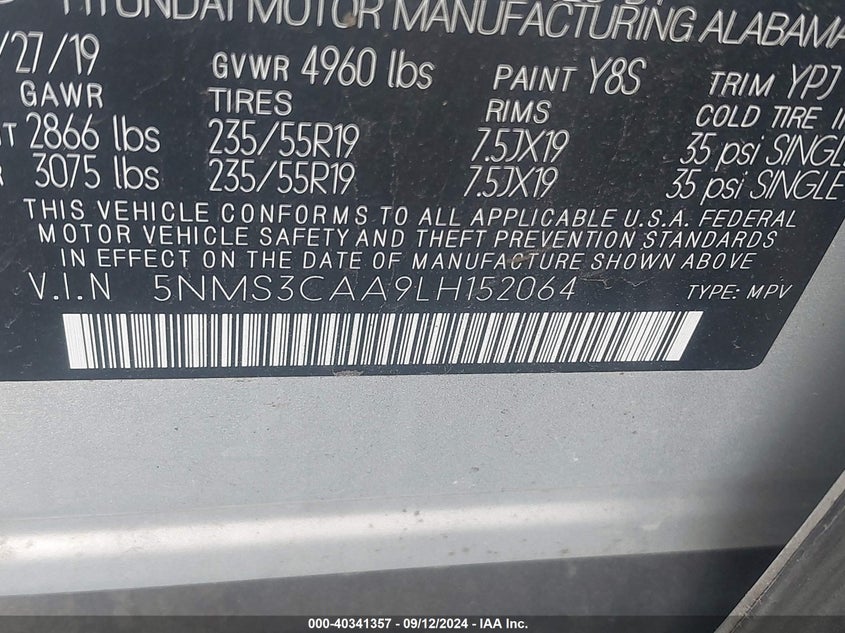 HYUNDAI MOTOR MANUFACTURING ALABAMA
/27/19 GVWR 4960 lbs PAINT Y8S TRIM YPJ
GAWR TIRES RIMS COLD TIRE
2866 lbs 235/55R19 7.5JX19 35 psi SINGLE
3075 lbs 235/55R19 7.5JX19 35 psi SINGLE
THIS VEHICLE CONFORMS TO ALL APPLICABLE U.S.A. FEDERAL
MOTOR VEHICLE SAFETY AND THEFT PREVENTION STANDARDS
IN EFFECT ON THE DATE OF MANUFACTURE SHOWN ABOVE
V.I.N 5NMS3CAA9LH152064 TYPE: MPV
000-40341357 - 09/12/2024 - IAA Inc.